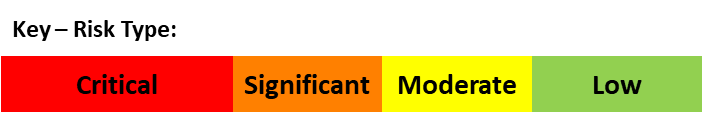 Key – Risk Type:
Critical Significant Moderate Low